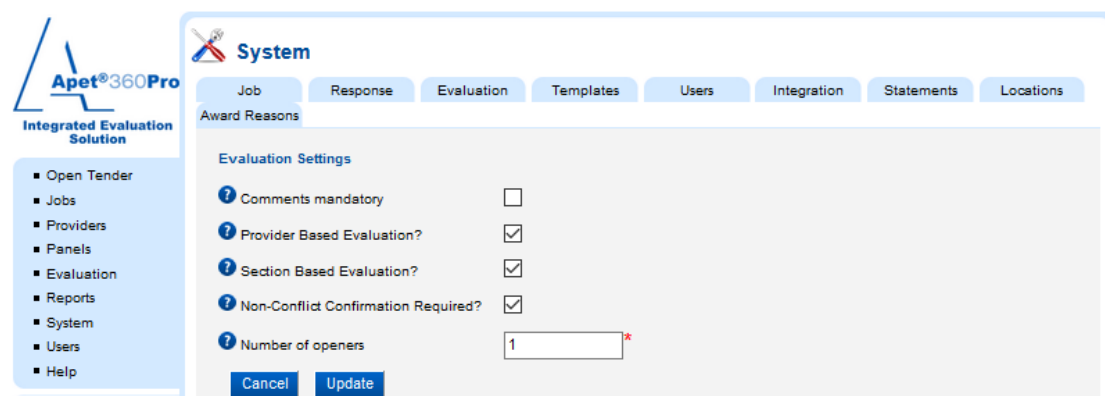 Apet®360Pro
Integrated Evaluation
Solution
Open Tender
Jobs
Providers
Panels
Evaluation
Reports
System
Users
Help
System
Job Response Evaluation Templates Users Integration Statements Locations
Award Reasons
Evaluation Settings
? Comments mandatory
? Provider Based Evaluation?
? Section Based Evaluation?
? Non-Conflict Confirmation Required?
? Number of openers 1 *
Cancel Update